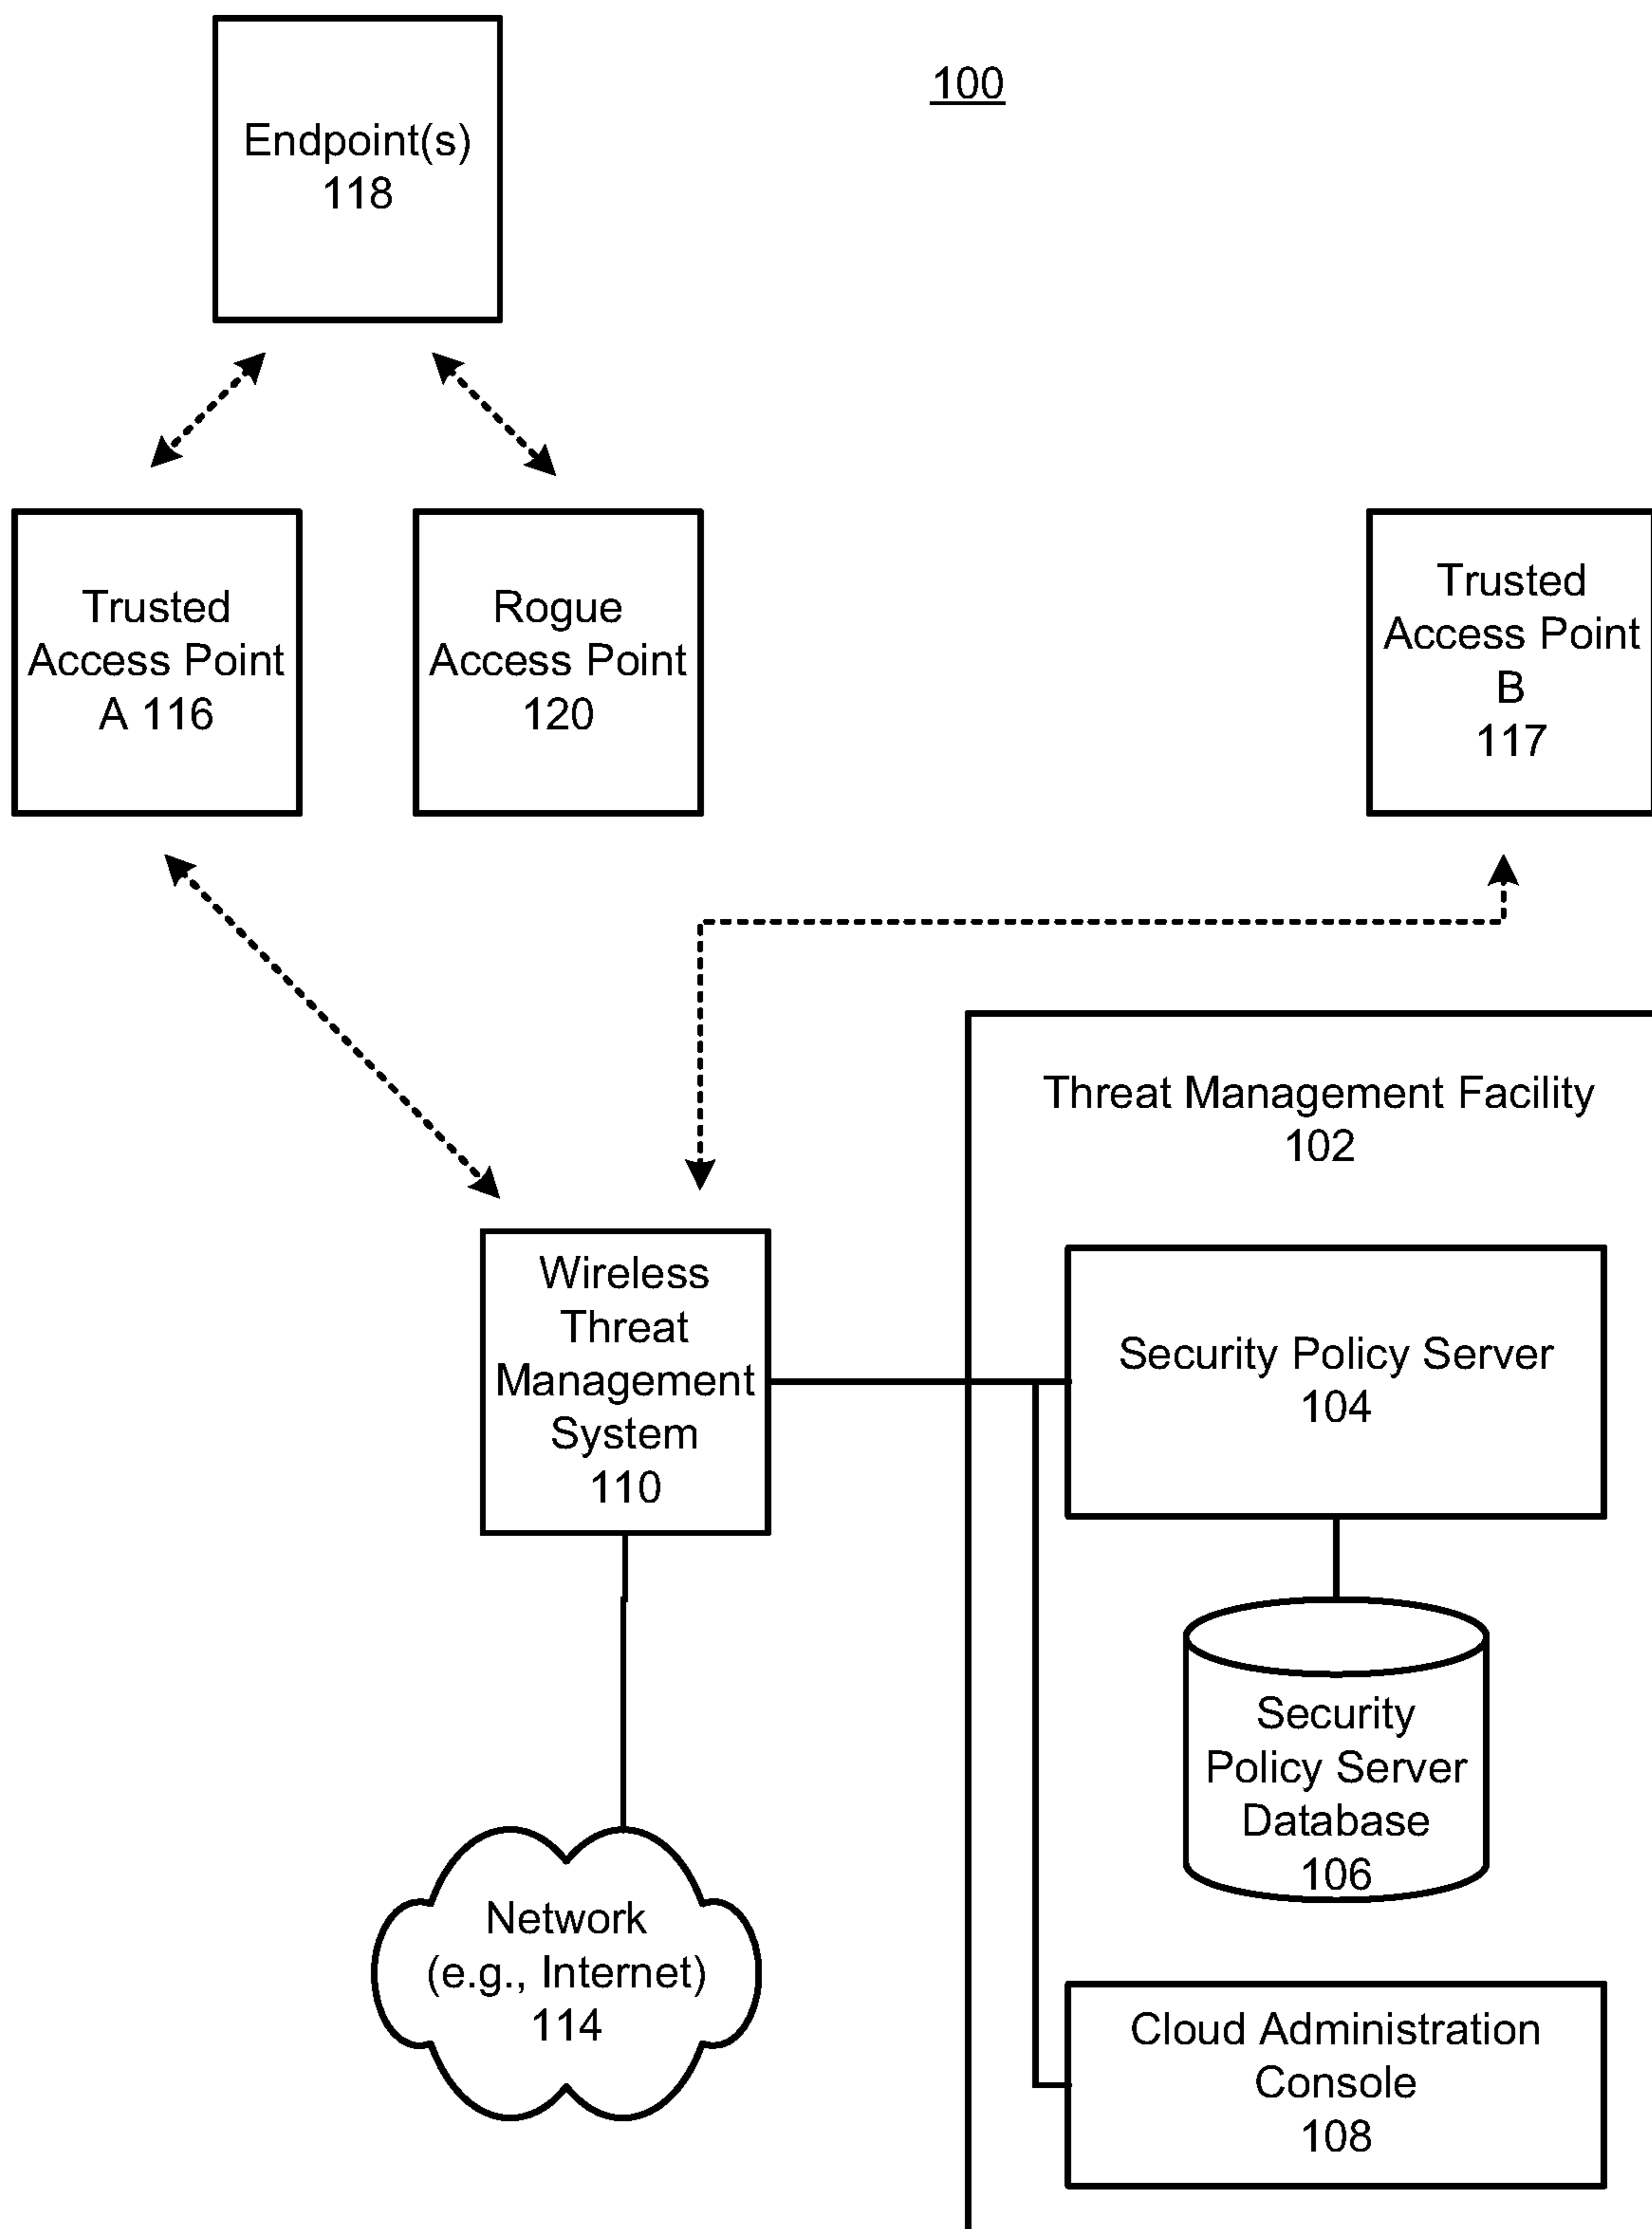 100
Endpoint(s)
118
Trusted
Access Point
A 116
Rogue
Access Point
120
Trusted
Access Point
B
117
Threat Management Facility
102
Wireless
Threat
Management
System
110
Security Policy Server
104
Security
Policy Server
Database
106
Network
(e.g., Internet)
114
Cloud Administration
Console
108